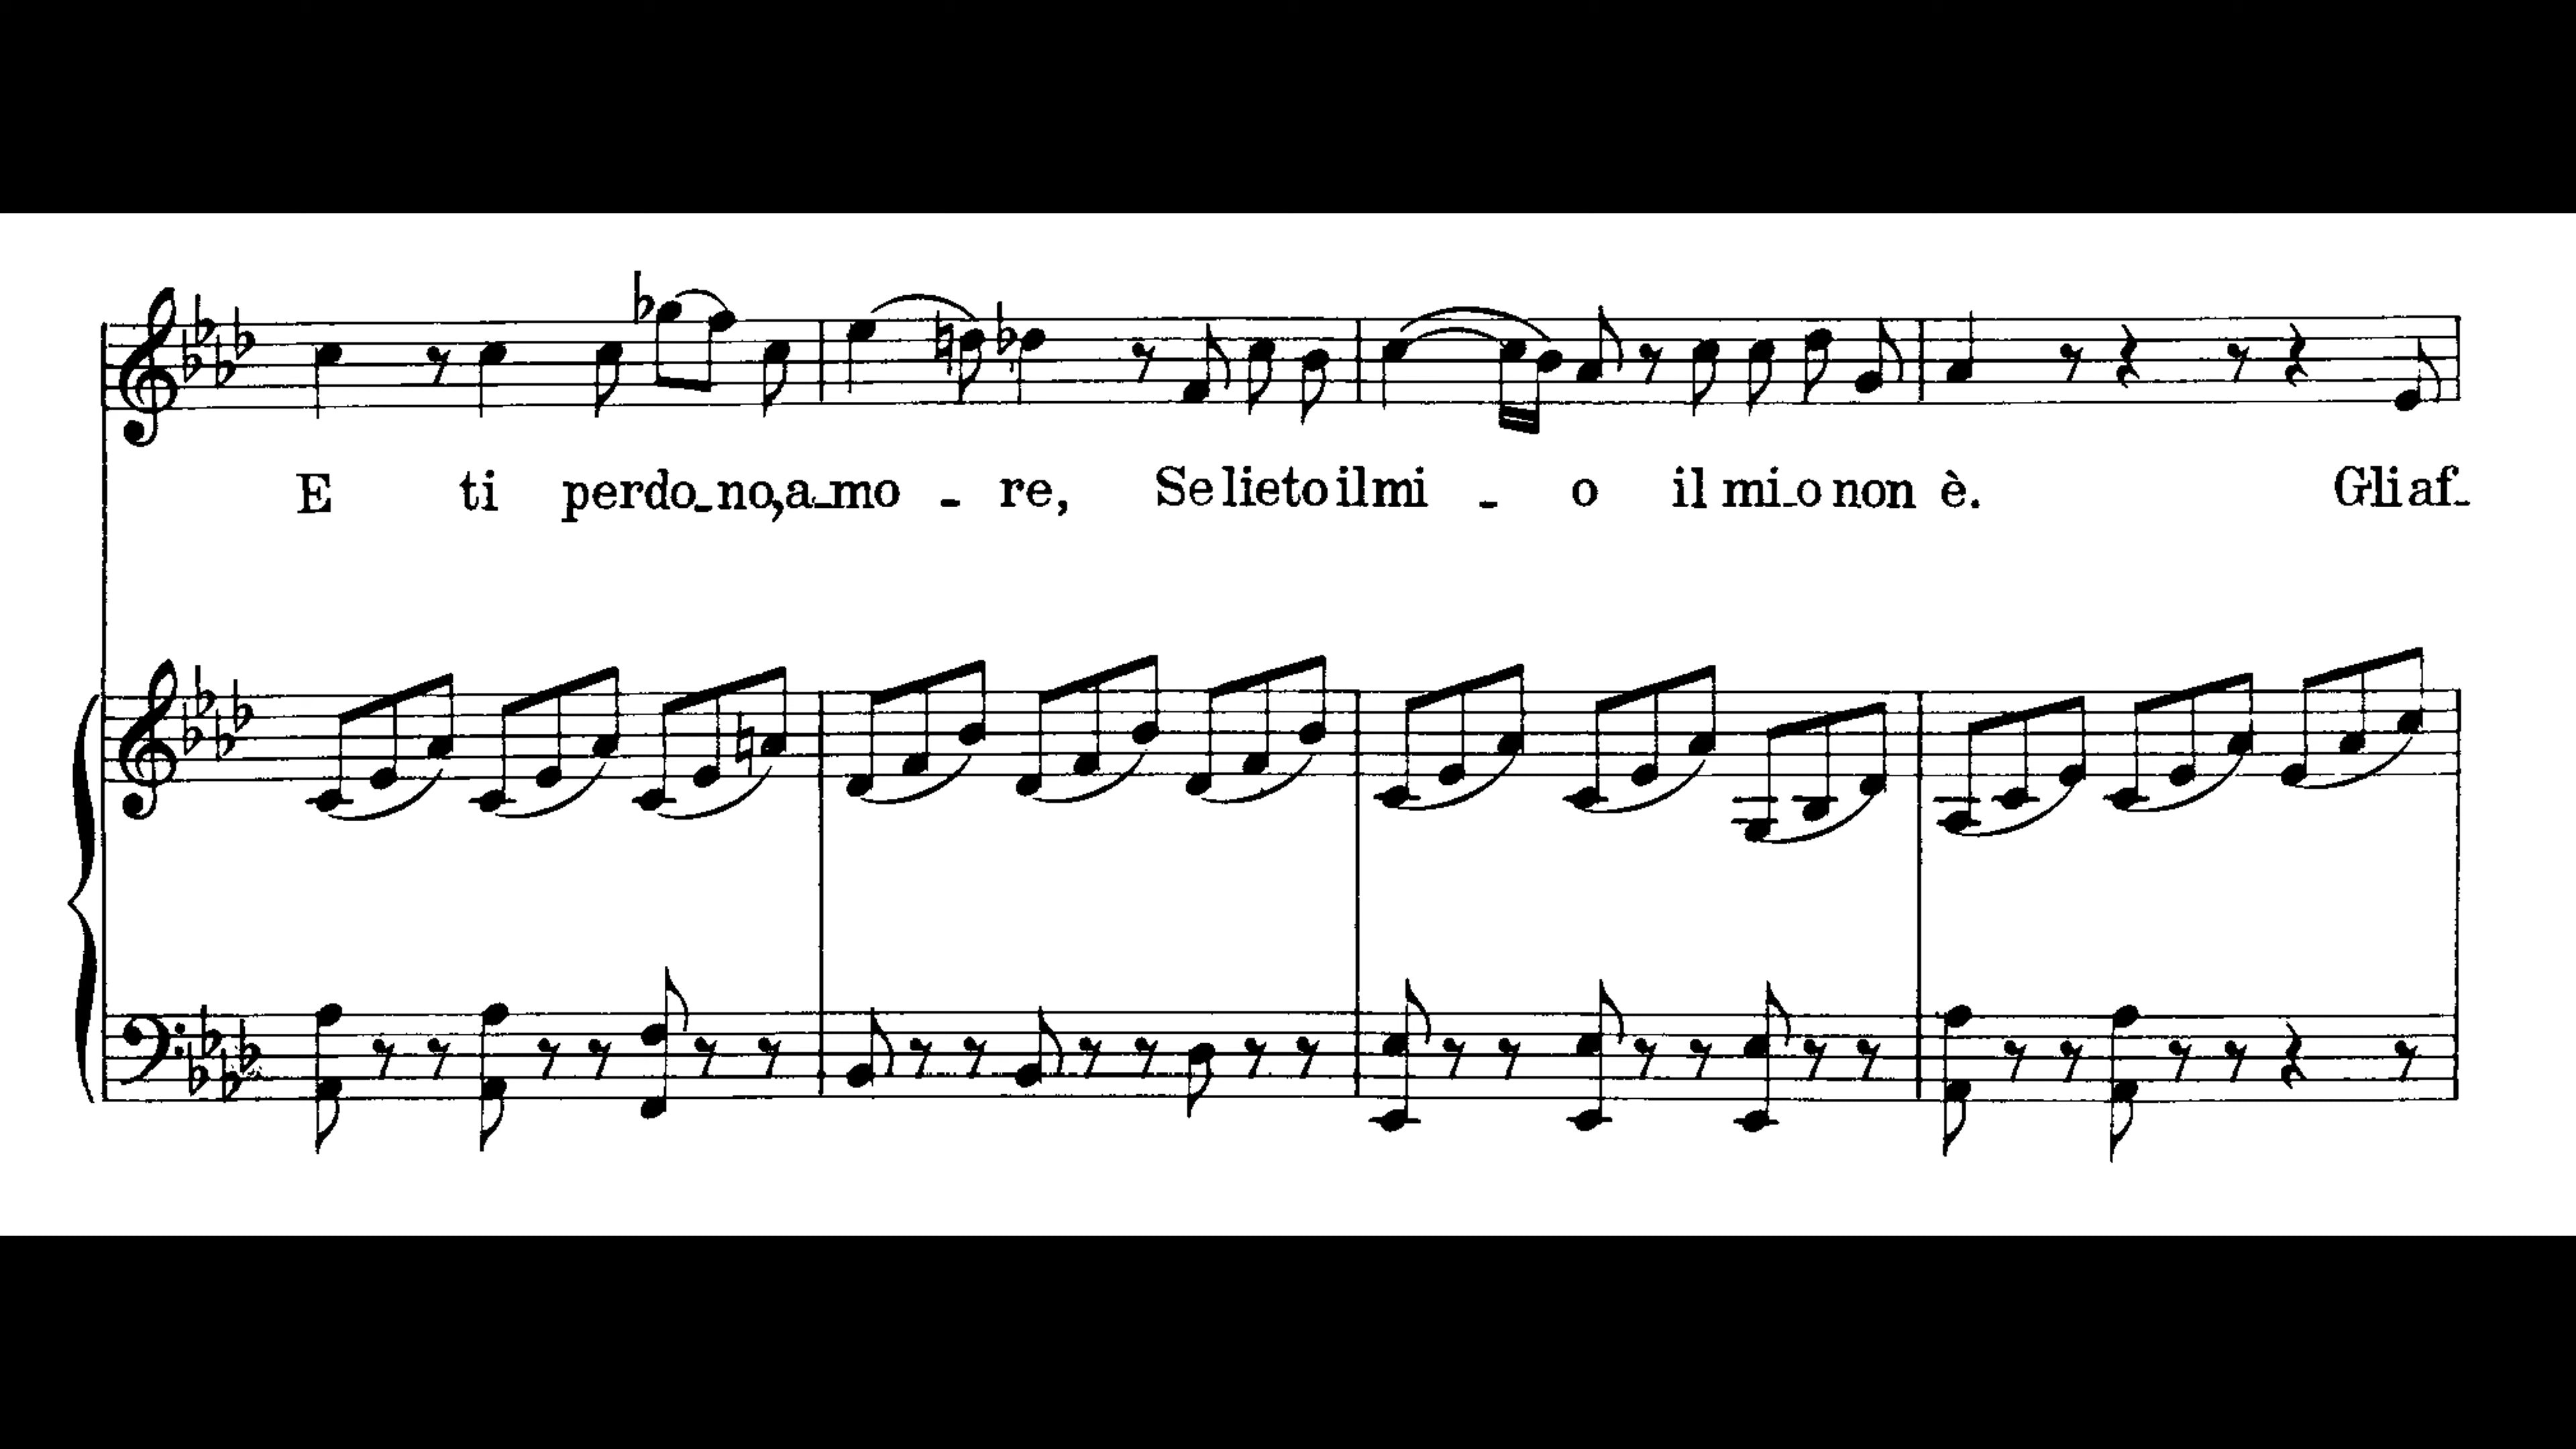 E ti perdo_no,a_mo _ re, Se lieto il mi _ o il mi_o non è. Gli af_